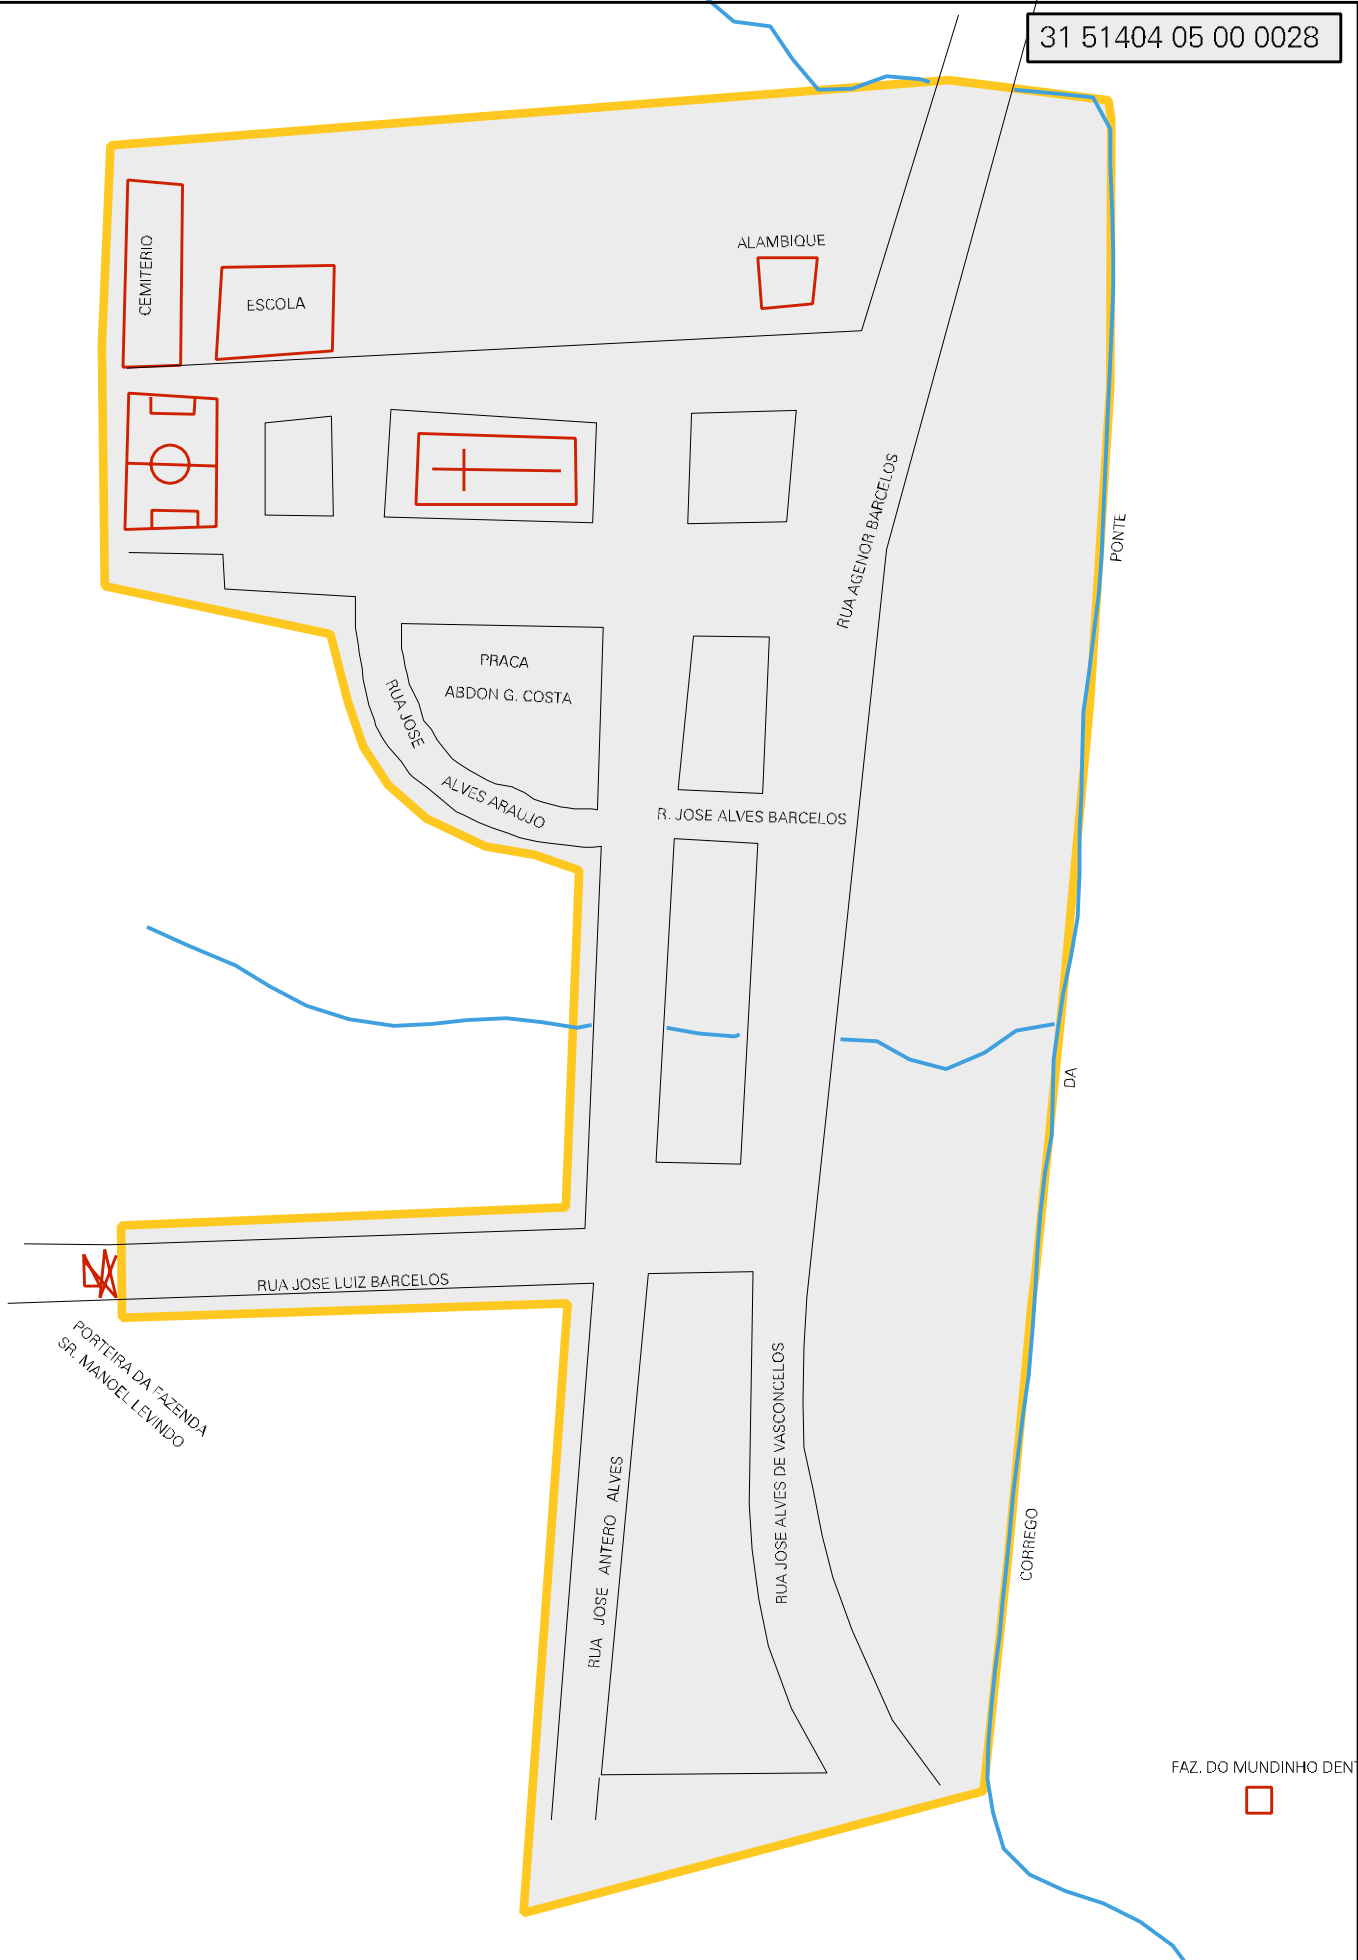 31 51404 05 00 0028
ALAMBIQUE
CEMITERIO
ESCOLA
RUA AGENOR BARCELOS
PONTE
PRACA
ABDON G. COSTA
RUA JOSE
ALVES ARAUJO
R. JOSE ALVES BARCELOS
DA
RUA JOSE LUIZ BARCELOS
PORTEIRA DA FAZENDA
SR. MANOEL LEVINDO
RUA JOSE ALVES DE VASCONCELOS
RUA JOSE ANTERO ALVES
CORREGO
FAZ. DO MUNDINHO DENT